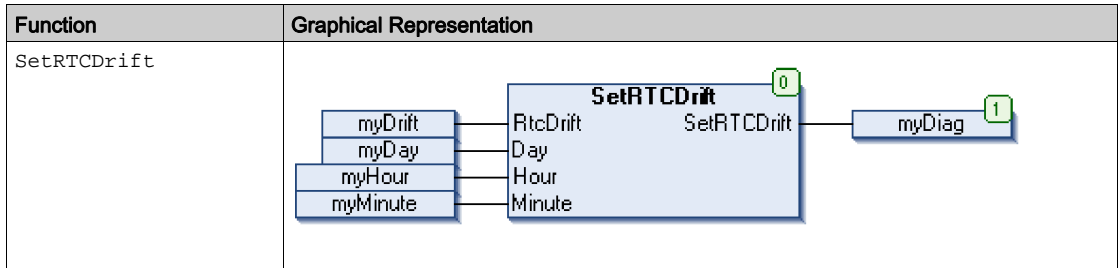 Function Graphical Representation
SetRTCDrift
0
SetRTCDrift
myDrift RtcDrift SetRTCDrift myDiag 1
myDay Day
myHour Hour
myMinute Minute